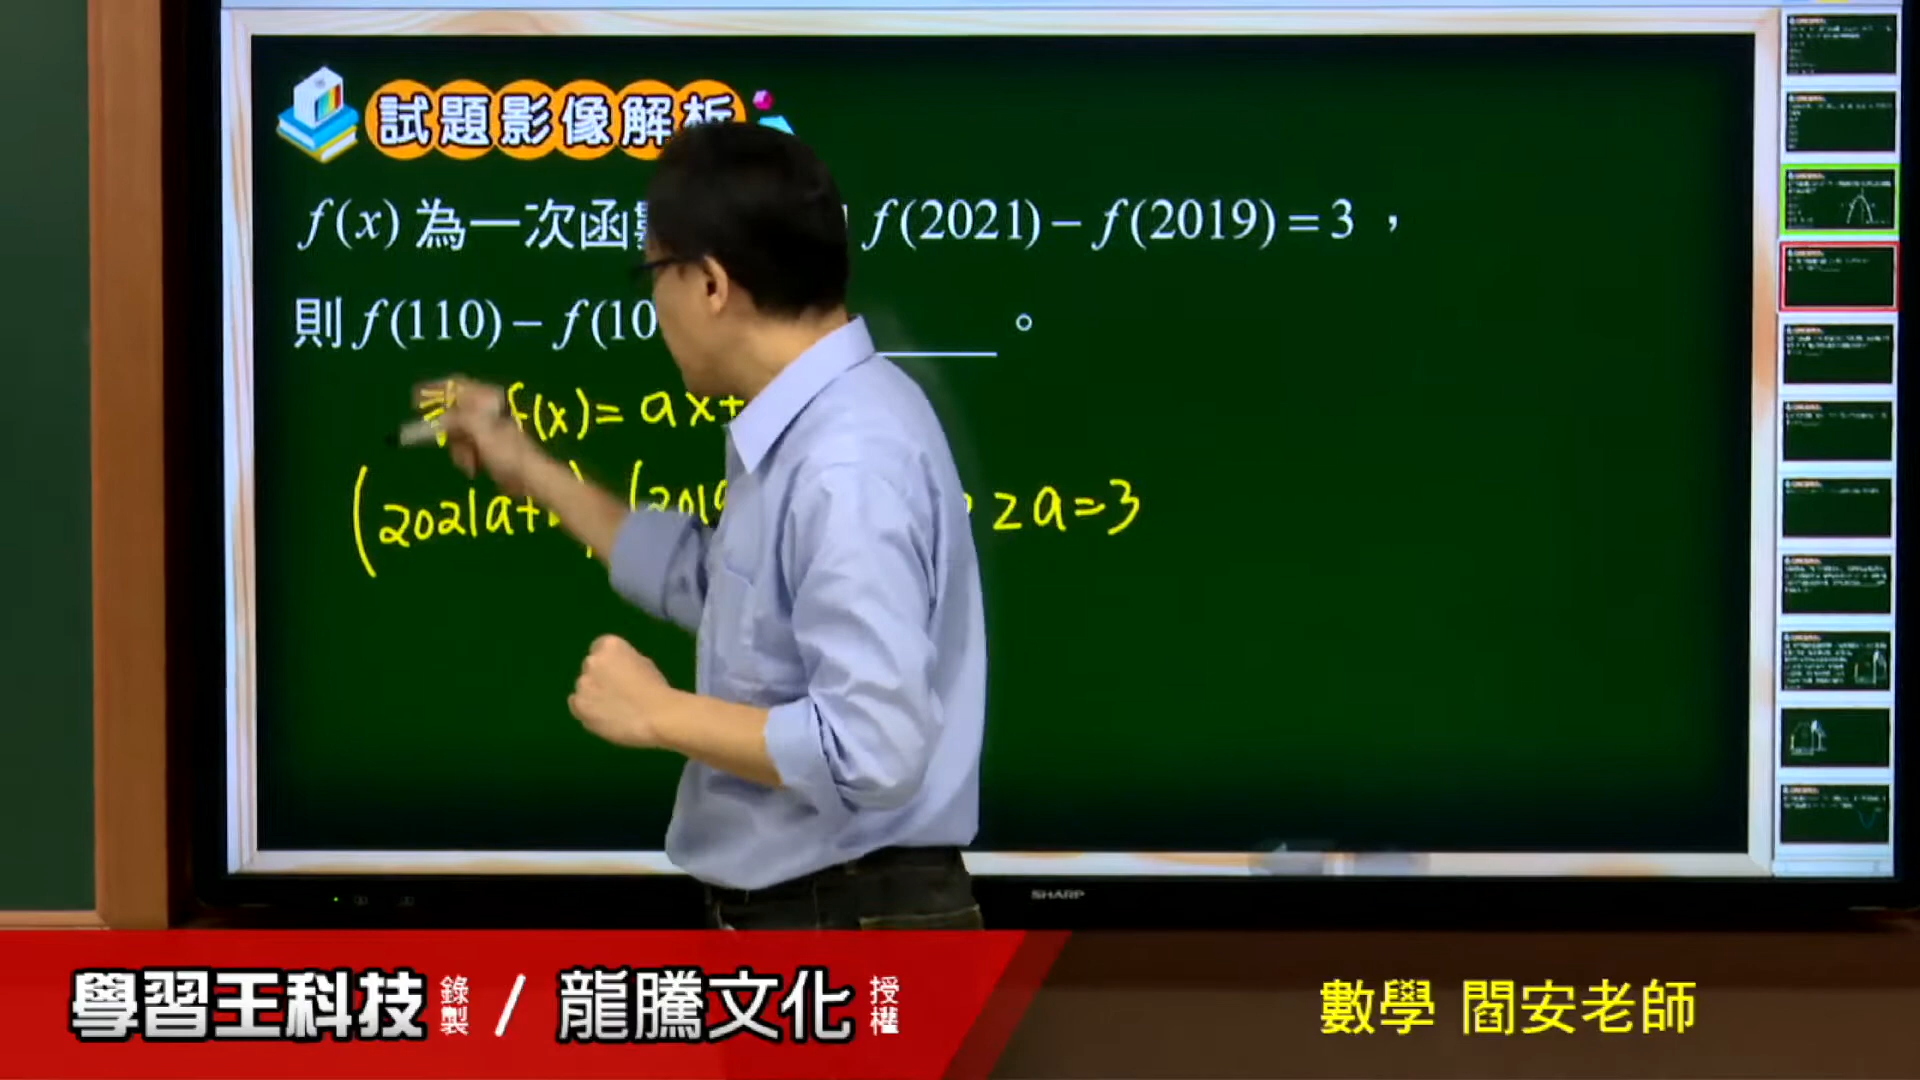 試題影像解析
f(x) 為一次函數 f(2021) − f(2019) = 3，
則 f(110) − f(10 ______ 。
f(x) = ax+
(2021a+ ) (2019 2a=3
SHARP
學習王科技 錄製 / 龍騰文化 授權
數學 閻安老師